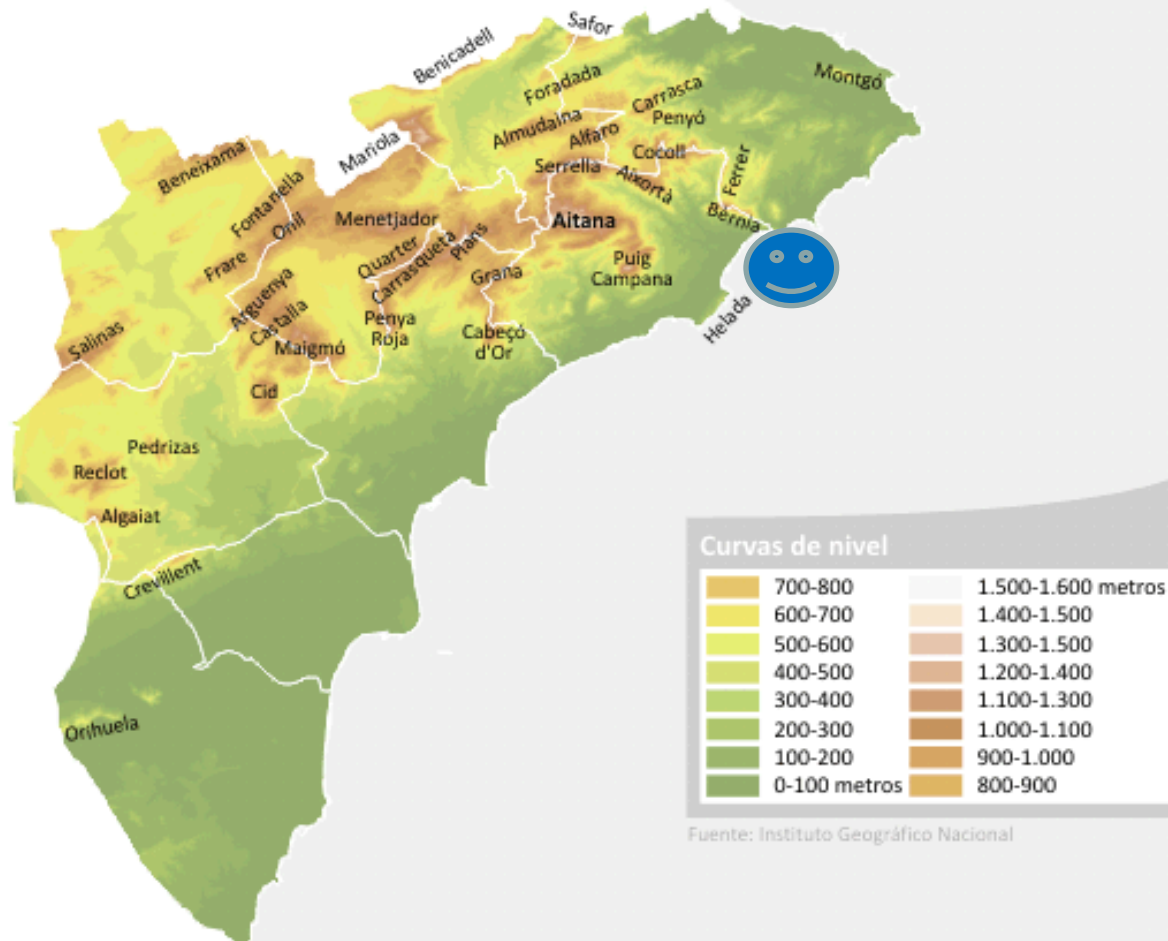 Safor
Benicadell
Foradada
Montgó
Carrasca
Almudaina
Penyó
Alfaro
Mariola
Cocoll
Beneixama
Serrella
Ferrer
Aixortà
Fontanella
Menetjador
Aitana
Bèrnia
Onil
Plans
Quarter
Carrasqueta
Frare
Grana
Puig
Campana
Arguenya
Helada
Castalla
Penya
Roja
Cabeçó
d'Or
Salinas
Maigmó
Cid
Pedrizas
Reclot
Algaiat
Crevillent
Orihuela
Curvas de nivel
700-800
600-700
500-600
400-500
300-400
200-300
100-200
0-100 metros
1.500-1.600 metros
1.400-1.500
1.300-1.500
1.200-1.400
1.100-1.300
1.000-1.100
900-1.000
800-900
Fuente: Instituto Geográfico Nacional